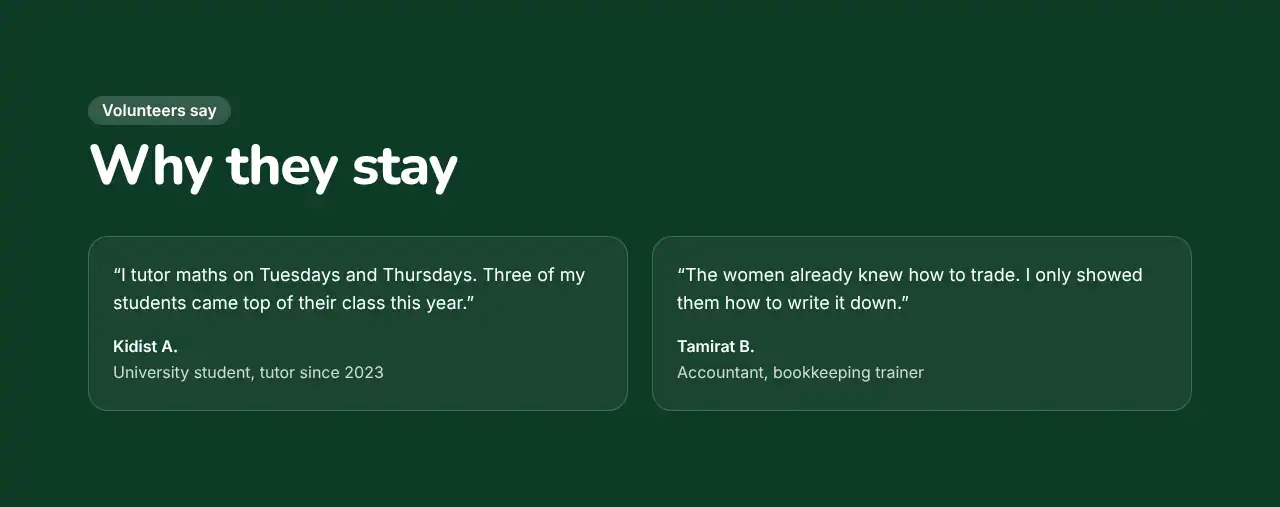 Volunteers say
Why they stay
“I tutor maths on Tuesdays and Thursdays. Three of my
students came top of their class this year.”
Kidist A.
University student, tutor since 2023
“The women already knew how to trade. I only showed
them how to write it down.”
Tamirat B.
Accountant, bookkeeping trainer